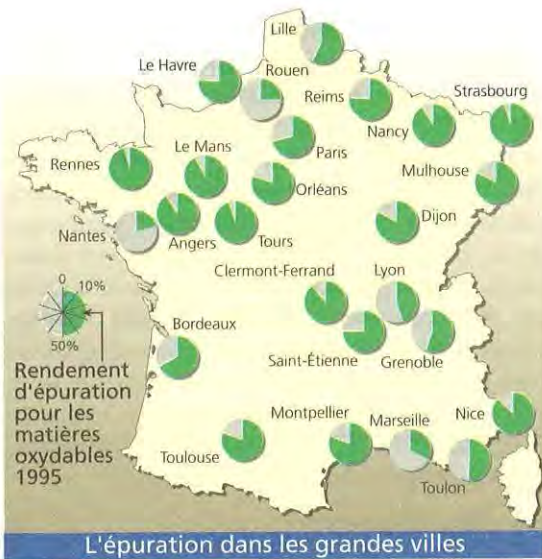 Lille
Le Havre
Rouen
Reims
Strasbourg
Nancy
Paris
Rennes
Le Mans
Mulhouse
Orléans
Dijon
Nantes
Angers
Tours
Clermont-Ferrand
Lyon
0
10%
50%
Bordeaux
Saint-Étienne
Grenoble
Rendement
d'épuration
pour les
matières
oxydables
1995
Montpellier
Marseille
Nice
Toulouse
Toulon
L'épuration dans les grandes villes